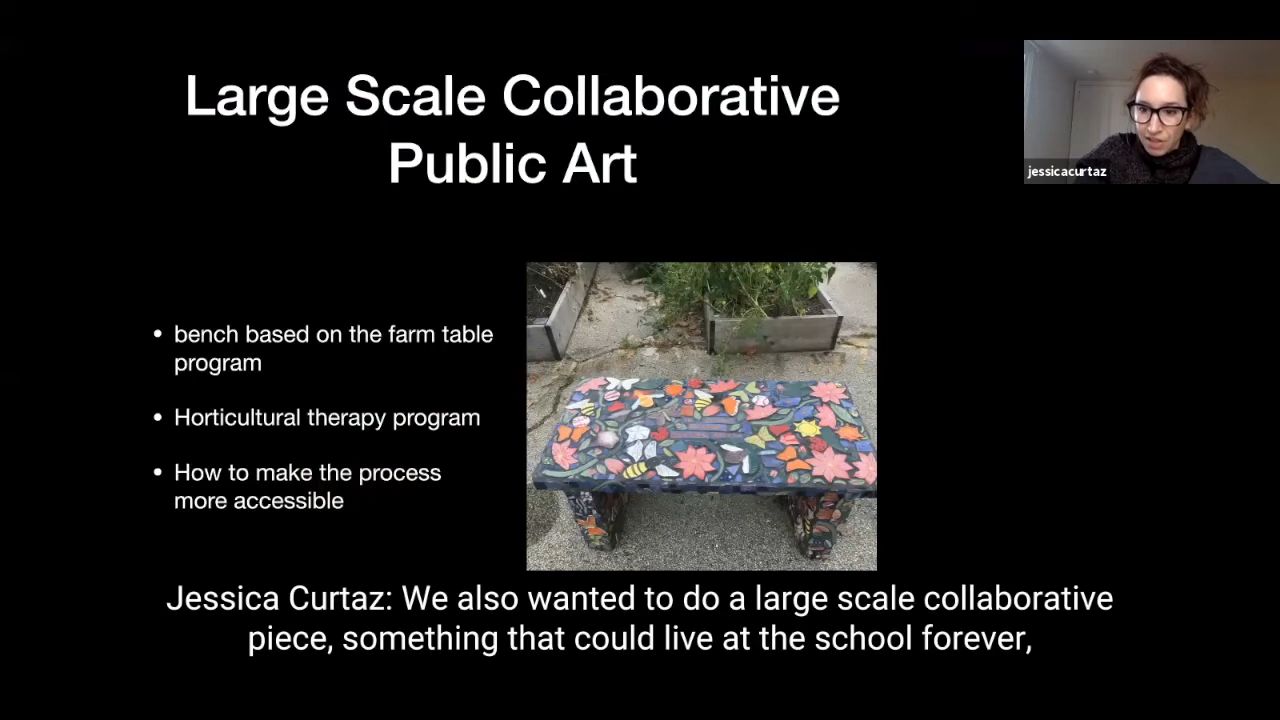 Large Scale Collaborative
Public Art
jessicacurtaz
• bench based on the farm table
program
• Horticultural therapy program
• How to make the process
more accessible
Jessica Curtaz: We also wanted to do a large scale collaborative
piece, something that could live at the school forever,